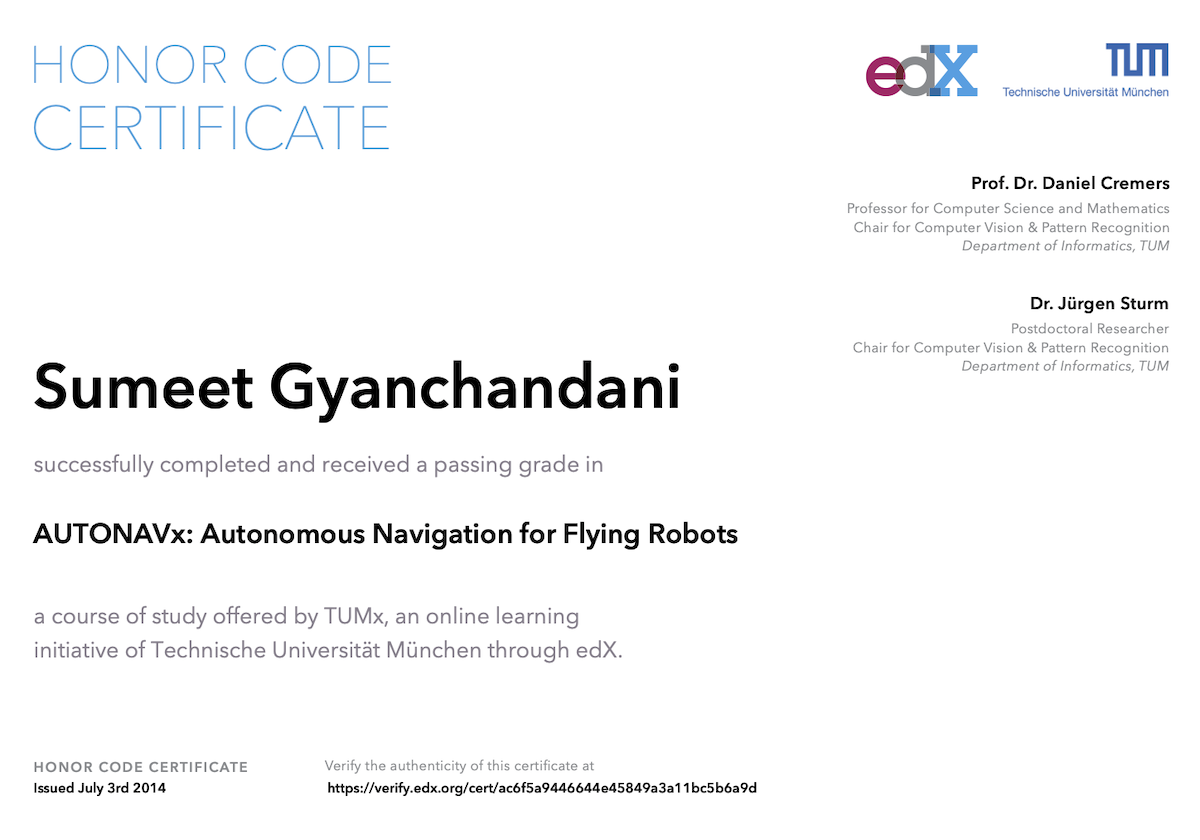 HONOR CODE
CERTIFICATE
edX
TUM
Technische Universität München
Prof. Dr. Daniel Cremers
Professor for Computer Science and Mathematics
Chair for Computer Vision & Pattern Recognition
Department of Informatics, TUM
Dr. Jürgen Sturm
Postdoctoral Researcher
Chair for Computer Vision & Pattern Recognition
Department of Informatics, TUM
Sumeet Gyanchandani
successfully completed and received a passing grade in
AUTONAVx: Autonomous Navigation for Flying Robots
a course of study offered by TUMx, an online learning
initiative of Technische Universität München through edX.
HONOR CODE CERTIFICATE
Issued July 3rd 2014
Verify the authenticity of this certificate at
https://verify.edx.org/cert/ac6f5a9446644e45849a3a11bc5b6a9d